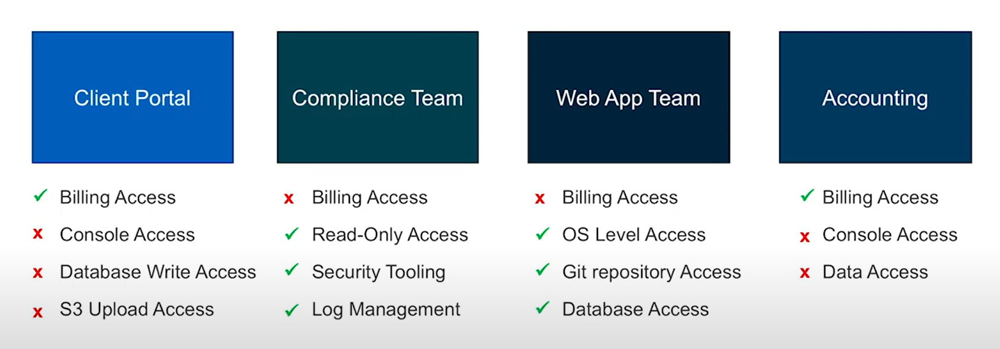 Client Portal
✓ Billing Access
x Console Access
x Database Write Access
x S3 Upload Access
Compliance Team
x Billing Access
✓ Read-Only Access
✓ Security Tooling
✓ Log Management
Web App Team
x Billing Access
✓ OS Level Access
✓ Git repository Access
✓ Database Access
Accounting
✓ Billing Access
x Console Access
x Data Access